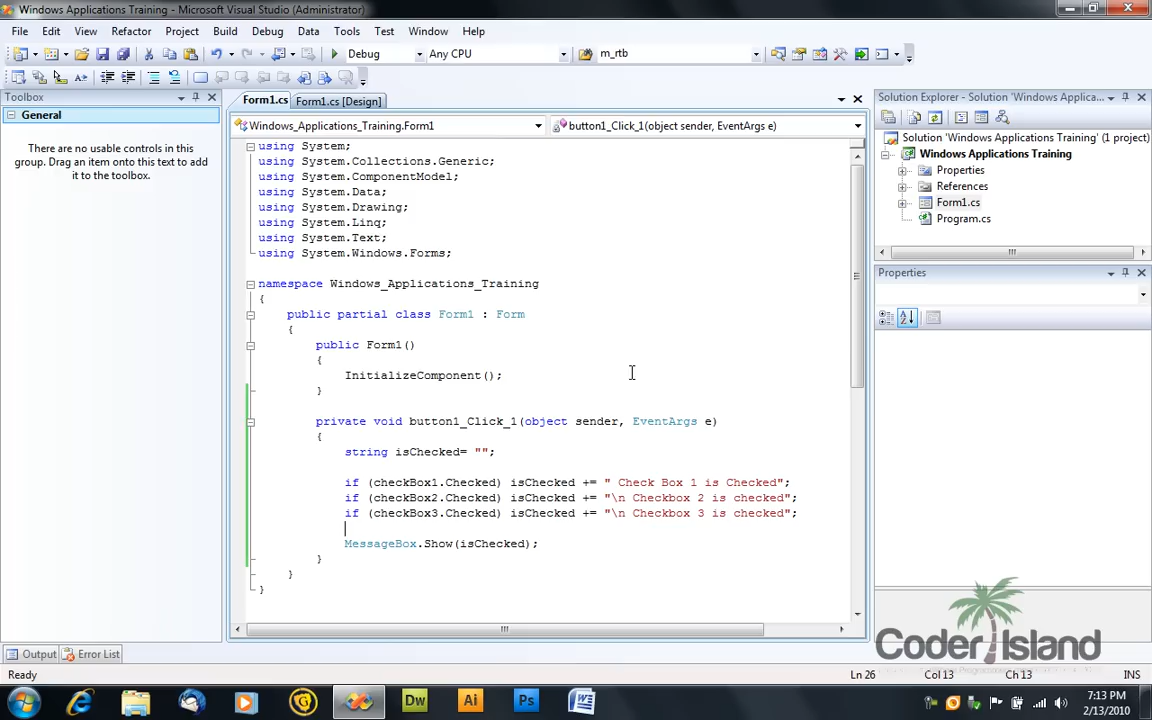 Windows Applications Training - Microsoft Visual Studio (Administrator)
File Edit View Refactor Project Build Debug Data Tools Test Window Help
Debug Any CPU m_rtb
Toolbox
General
There are no usable controls in this
group. Drag an item onto this text to add
it to the toolbox.
Form1.cs Form1.cs [Design]
Windows_Applications_Training.Form1 button1_Click_1(object sender, EventArgs e)
using System;
using System.Collections.Generic;
using System.ComponentModel;
using System.Data;
using System.Drawing;
using System.Linq;
using System.Text;
using System.Windows.Forms;
namespace Windows_Applications_Training
{
public partial class Form1 : Form
{
public Form1()
{
InitializeComponent();
}
private void button1_Click_1(object sender, EventArgs e)
{
string isChecked= "";
if (checkBox1.Checked) isChecked += " Check Box 1 is Checked";
if (checkBox2.Checked) isChecked += "\n Checkbox 2 is checked";
if (checkBox3.Checked) isChecked += "\n Checkbox 3 is checked";
MessageBox.Show(isChecked);
}
}
}
Solution Explorer - Solution 'Windows Applica...
Solution 'Windows Applications Training' (1 project)
Windows Applications Training
Properties
References
Form1.cs
Program.cs
Properties
Coder Island
Output Error List
Ready Ln 26 Col 13 Ch 13 INS
Dw Ai Ps
7:13 PM
2/13/2010